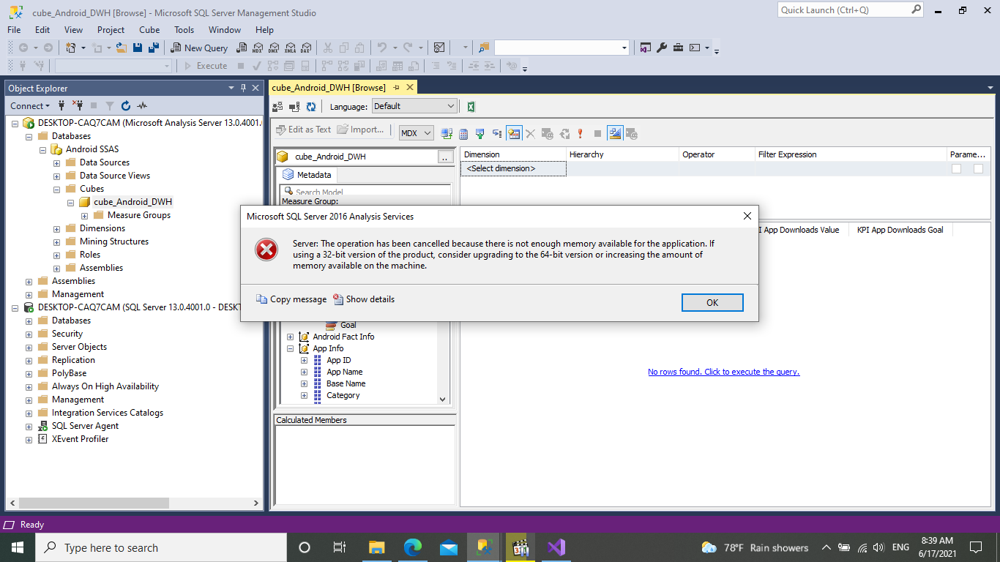 cube_Android_DWH [Browse] - Microsoft SQL Server Management Studio
Quick Launch (Ctrl+Q)
File Edit View Project Cube Tools Window Help
New Query
MDX DMX XMLA DAX
Execute
Object Explorer
cube_Android_DWH [Browse]
Connect
Language: Default
DESKTOP-CAQ7CAM (Microsoft Analysis Server 13.0.4001.
Databases
Android SSAS
Data Sources
Data Source Views
Cubes
cube_Android_DWH
Measure Groups
Dimensions
Mining Structures
Roles
Assemblies
Assemblies
Management
DESKTOP-CAQ7CAM (SQL Server 13.0.4001.0 - DESKT
Databases
Security
Server Objects
Replication
PolyBase
Always On High Availability
Management
Integration Services Catalogs
SQL Server Agent
XEvent Profiler
Edit as Text Import... MDX
cube_Android_DWH ..
Metadata
Search Model
Measure Group:
Dimension Hierarchy Operator Filter Expression Parame...
<Select dimension>
I App Downloads Value KPI App Downloads Goal
Microsoft SQL Server 2016 Analysis Services
Server: The operation has been cancelled because there is not enough memory available for the application. If
using a 32-bit version of the product, consider upgrading to the 64-bit version or increasing the amount of
memory available on the machine.
Copy message Show details OK
Goal
Android Fact Info
App Info
App ID
App Name
Base Name
Category
No rows found. Click to execute the query.
Calculated Members
Ready
Type here to search
78°F Rain showers ENG
8:39 AM
6/17/2021